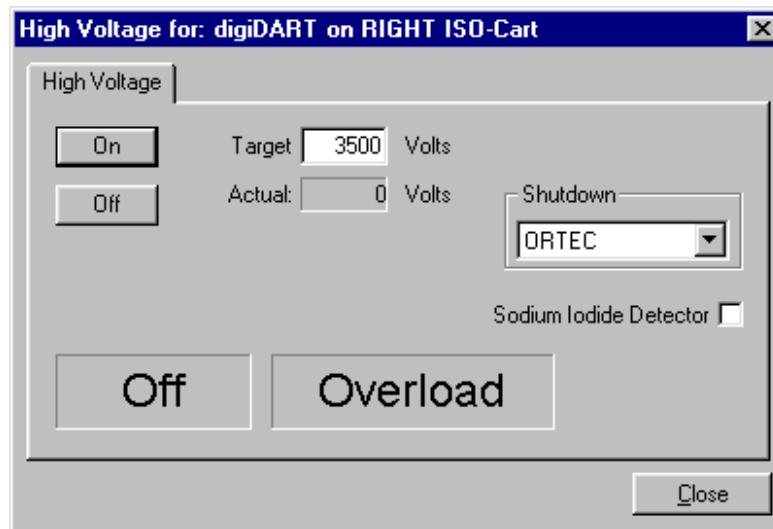 High Voltage for: digiDART on RIGHT ISO-Cart
High Voltage
On Target 3500 Volts
Off Actual: 0 Volts
Shutdown
ORTEC
Sodium Iodide Detector
Off Overload
Close